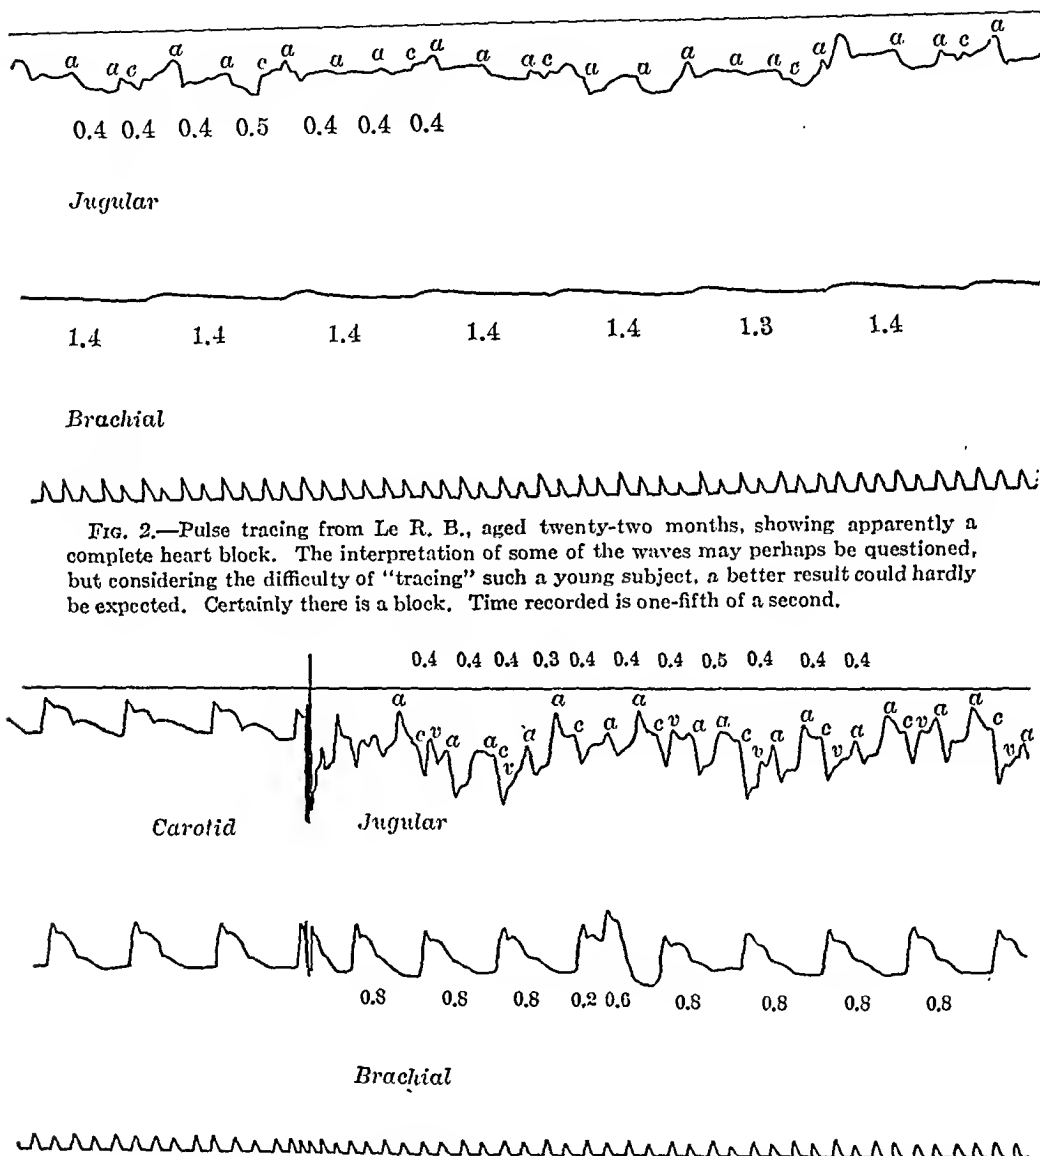 a a c a a c a a a c a a a c a a a a a c a a a c a
0.4 0.4 0.4 0.5 0.4 0.4 0.4
Jugular
1.4 1.4 1.4 1.4 1.4 1.3 1.4
Brachial
FIG. 2.—Pulse tracing from Le R. B., aged twenty-two months, showing apparently a
complete heart block. The interpretation of some of the waves may perhaps be questioned,
but considering the difficulty of "tracing" such a young subject, a better result could hardly
be expected. Certainly there is a block. Time recorded is one-fifth of a second.
0.4 0.4 0.4 0.3 0.4 0.4 0.4 0.5 0.4 0.4 0.4
a c v a a c v a a c a a c v a a c v a a c v a a c v a a c v a
Carotid Jugular
0.8 0.8 0.8 0.2 0.6 0.8 0.8 0.8 0.8
Brachial